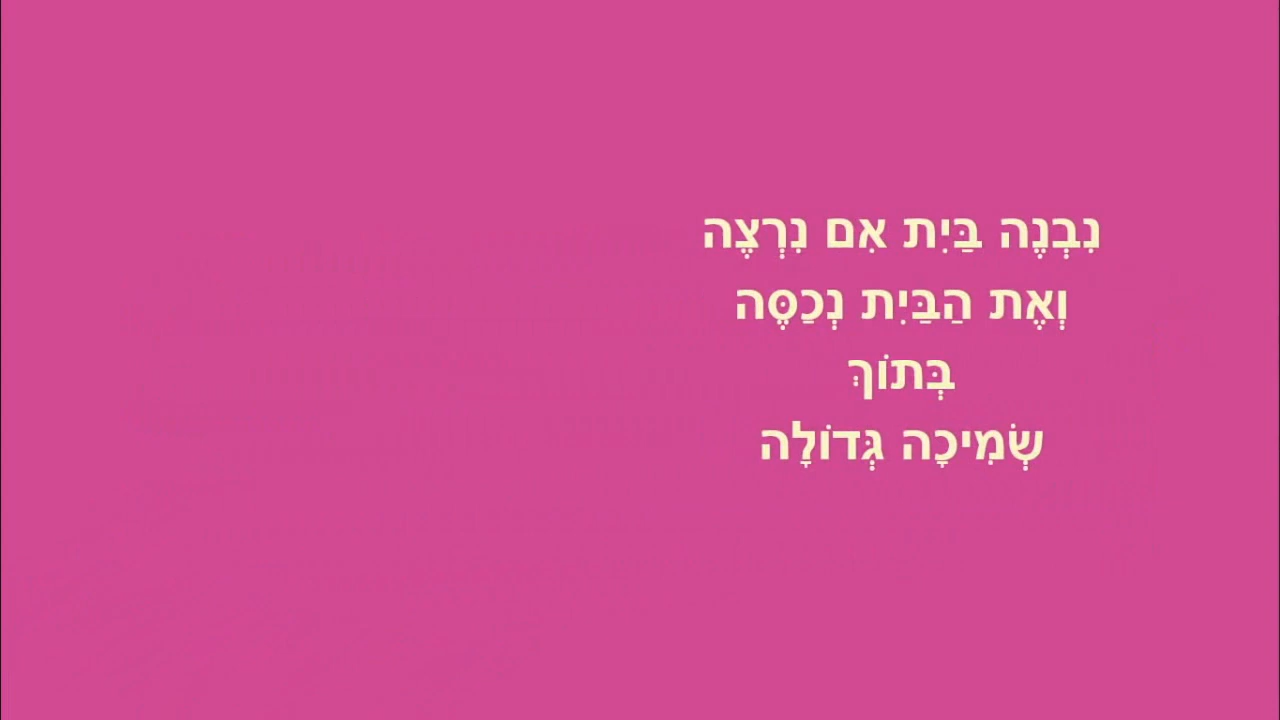 נִבְנֶה בַּיִת אִם נִרְצֶה
וְאֶת הַבַּיִת נְכַסֶּה
בְּתוֹךְ
שְׂמִיכָה גְּדוֹלָה